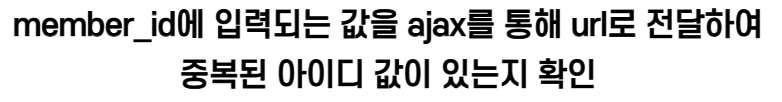 member_id에 입력되는 값을 ajax를 통해 url로 전달하여
중복된 아이디 값이 있는지 확인